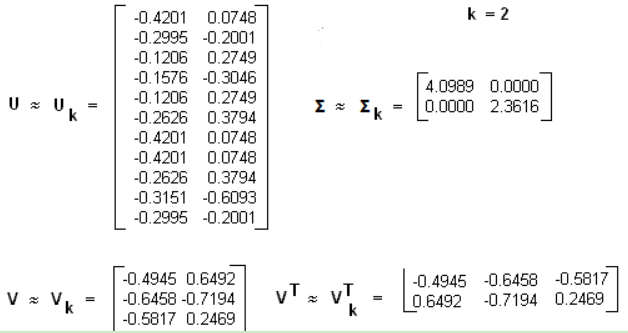 k = 2
U ≈ U k =
-0.4201 0.0748
-0.2995 -0.2001
-0.1206 0.2749
-0.1576 -0.3046
-0.1206 0.2749
-0.2626 0.3794
-0.4201 0.0748
-0.4201 0.0748
-0.2626 0.3794
-0.3151 -0.6093
-0.2995 -0.2001
Σ ≈ Σ k =
4.0989 0.0000
0.0000 2.3616
V ≈ V k =
-0.4945 0.6492
-0.6458 -0.7194
-0.5817 0.2469
V T ≈ V T k =
-0.4945 -0.6458 -0.5817
0.6492 -0.7194 0.2469